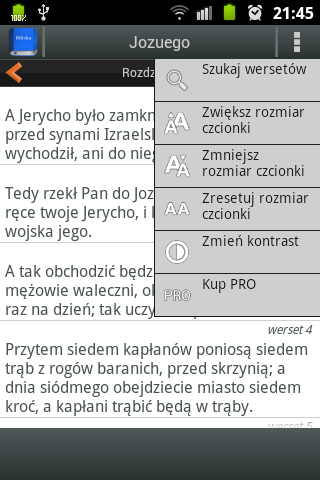 100%
21:45
Biblia
Jozuego
Rozdz
Szukaj wersetów
Zwiększ rozmiar
czcionki
Zmniejsz
rozmiar czcionki
Zresetuj rozmiar
czcionki
Zmień kontrast
PRO Kup PRO
A Jerycho było zamkn
przed synami Izraelsk
wychodził, ani do nieg
Tedy rzekł Pan do Joz
ręce twoje Jerycho, i k
wojska jego.
A tak obchodzić będz
mężowie waleczni, ok
raz na dzień; tak uczy
werset 4
Przytem siedem kapłanów poniosą siedem
trąb z rogów baranich, przed skrzynią; a
dnia siódmego obejdziecie miasto siedem
kroć, a kapłani trąbić będą w trąby.
werset 5